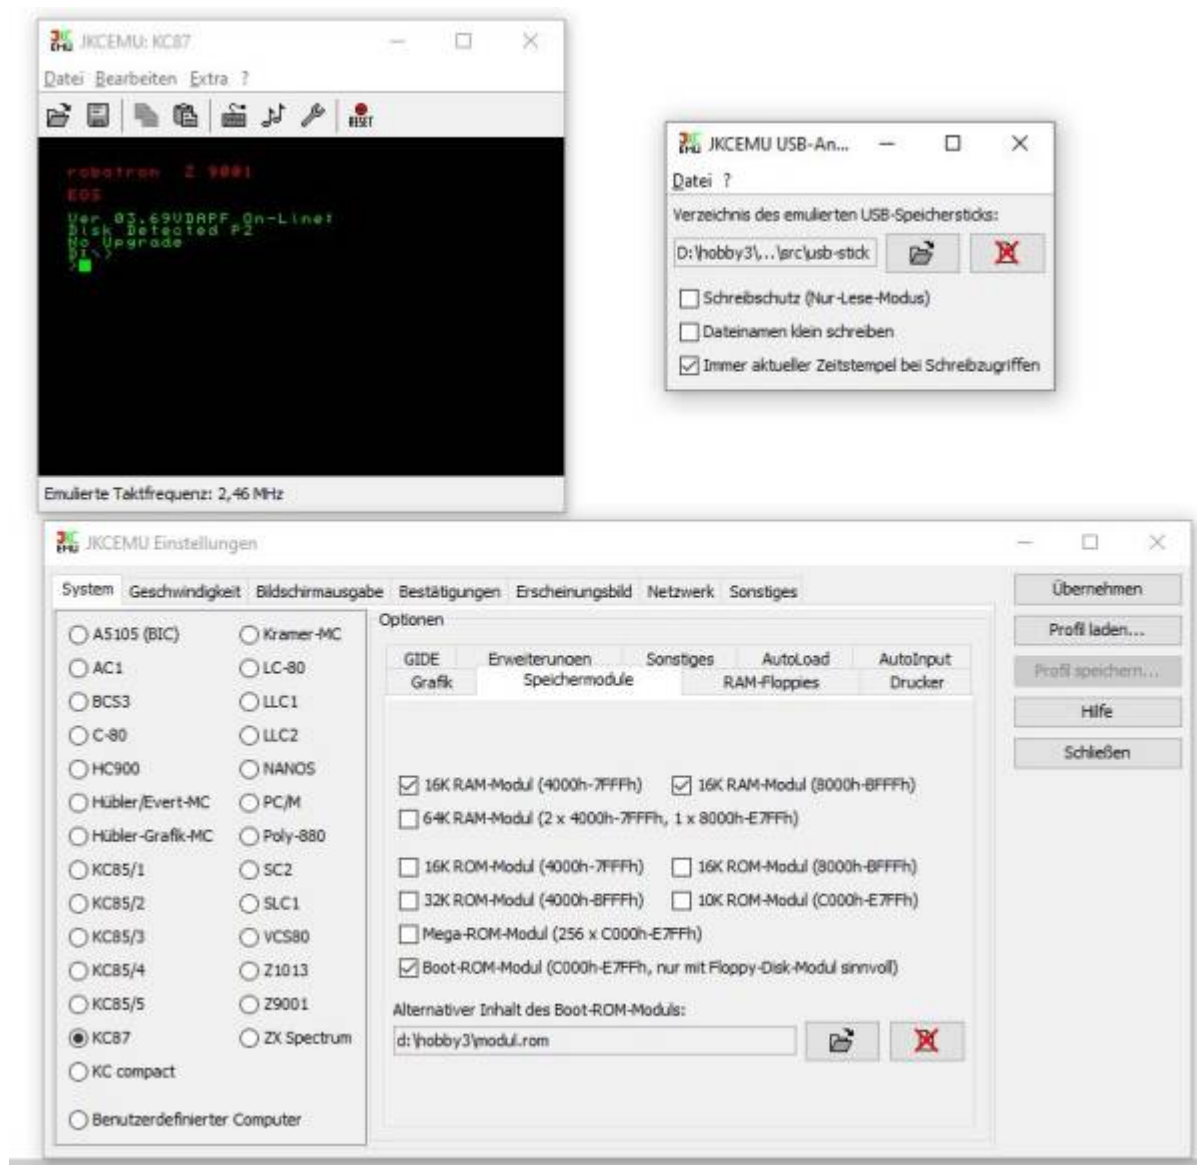 JKCEMU: KC87
Datei Bearbeiten Extra ?
RESET
robotron Z 9001
EOS
Ver 03.69VDAPF On-Line:
Disk Detected P2
No Upgrade
D:\>
>
Emulierte Taktfrequenz: 2,46 MHz
JKCEMU USB-An...
Datei ?
Verzeichnis des emulierten USB-Speichersticks:
D:\hobby3\,...\src\usb-stick
Schreibschutz (Nur-Lese-Modus)
Dateinamen klein schreiben
Immer aktueller Zeitstempel bei Schreibzugriffen
JKCEMU Einstellungen
System Geschwindigkeit Bildschirmausgabe Bestätigungen Erscheinungsbild Netzwerk Sonstiges
A5105 (BIC)
AC1
BCS3
C-80
HC900
Hübler/Evert-MC
Hübler-Grafik-MC
KC85/1
KC85/2
KC85/3
KC85/4
KC85/5
KC87
KC compact
Benutzerdefinierter Computer
Kramer-MC
LC-80
LLC1
LLC2
NANOS
PC/M
Poly-880
SC2
SLC1
VCS80
Z1013
Z9001
ZX Spectrum
Optionen
GIDE Erweiterungen Sonstiges AutoLoad AutoInput
Grafik Speichermodule RAM-Floppies Drucker
16K RAM-Modul (4000h-7FFFh) 16K RAM-Modul (8000h-BFFFh)
64K RAM-Modul (2 x 4000h-7FFFh, 1 x 8000h-E7FFh)
16K ROM-Modul (4000h-7FFFh) 16K ROM-Modul (8000h-BFFFh)
32K ROM-Modul (4000h-BFFFh) 10K ROM-Modul (C000h-E7FFh)
Mega-ROM-Modul (256 x C000h-E7FFh)
Boot-ROM-Modul (C000h-E7FFh, nur mit Floppy-Disk-Modul sinnvoll)
Alternativer Inhalt des Boot-ROM-Moduls:
d:\hobby3\modul.rom
Übernehmen
Profil laden...
Profil speichern...
Hilfe
Schließen